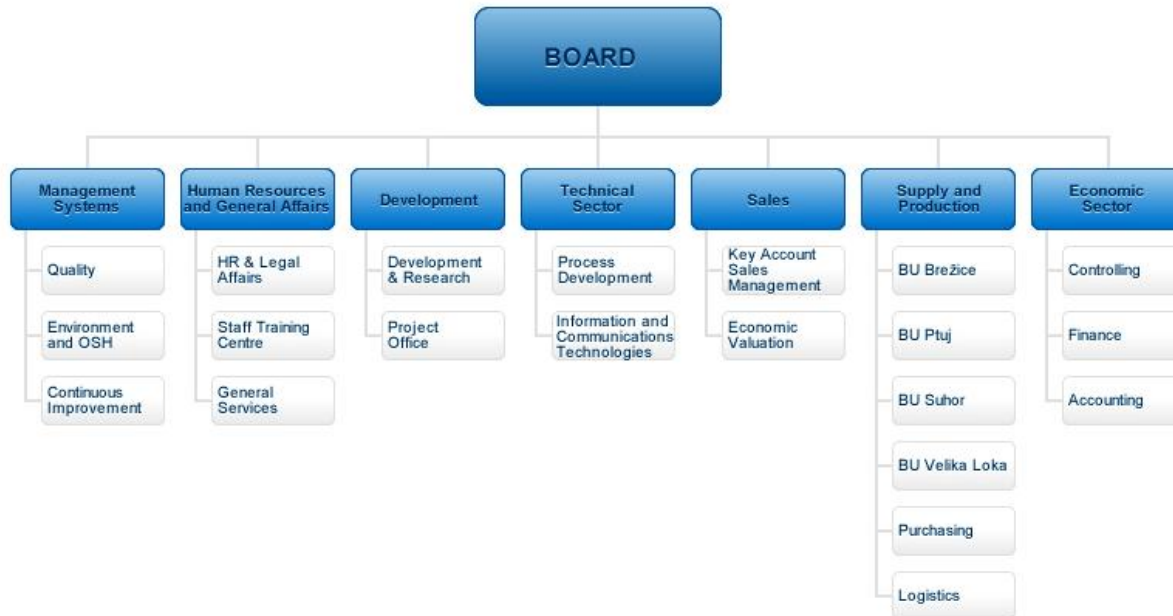 BOARD
Management
Systems
Quality
Environment
and OSH
Continuous
Improvement
Human Resources
and General Affairs
HR & Legal
Affairs
Staff Training
Centre
General
Services
Development
Development
& Research
Project
Office
Technical
Sector
Process
Development
Information and
Communications
Technologies
Sales
Key Account
Sales
Management
Economic
Valuation
Supply and
Production
BU Brežice
BU Ptuj
BU Suhor
BU Velika Loka
Purchasing
Logistics
Economic
Sector
Controlling
Finance
Accounting